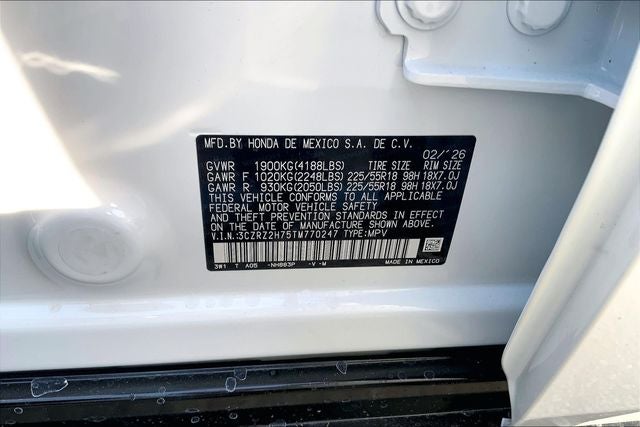 MFD.BY HONDA DE MEXICO S.A. DE C.V.
02/'26
GVWR 1900KG(4188LBS) TIRE SIZE RIM SIZE
GAWR F 1020KG(2248LBS) 225/55R18 98H 18X7.0J
GAWR R 930KG(2050LBS) 225/55R18 98H 18X7.0J
THIS VEHICLE CONFORMS TO ALL APPLICABLE
FEDERAL MOTOR VEHICLE SAFETY
AND THEFT PREVENTION STANDARDS IN EFFECT
ON THE DATE OF MANUFACTURE SHOWN ABOVE.
V.I.N.:3CZRZ2H75TM770247 TYPE:MPV
3W1 T A05 -NH883P -V -M MADE IN MEXICO